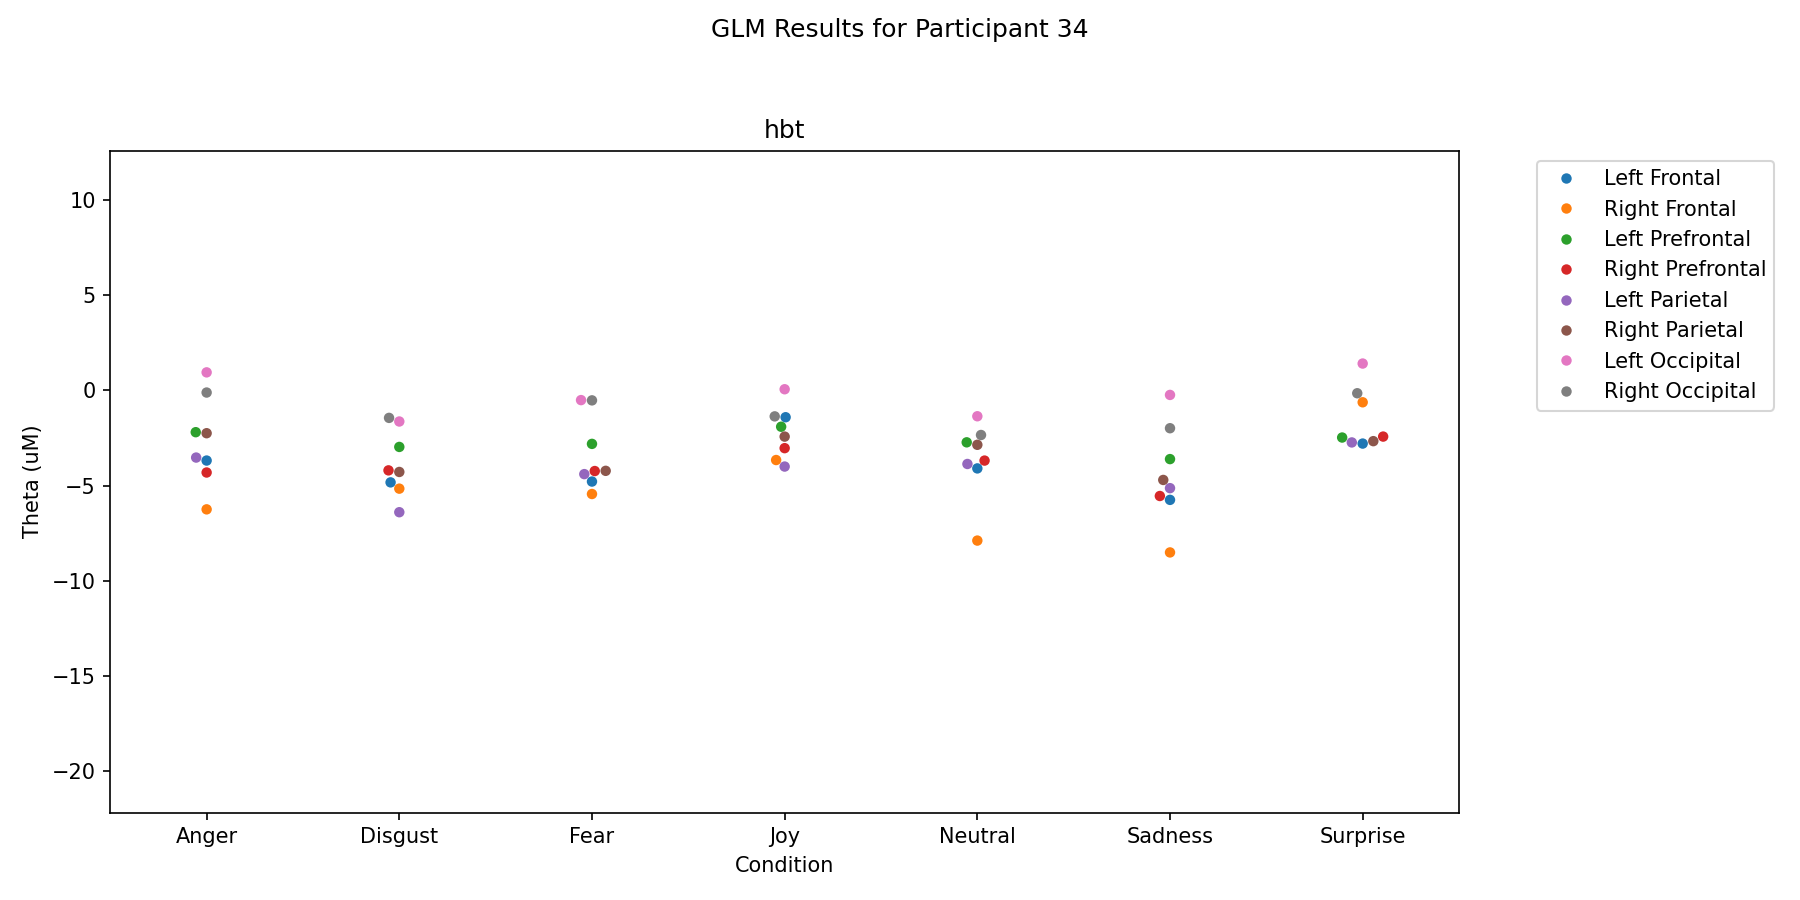 GLM Results for Participant 34
hbt
10
5
0
−5
−10
−15
−20
Theta (uM)
Anger
Disgust
Fear
Joy
Neutral
Sadness
Surprise
Condition
Left Frontal
Right Frontal
Left Prefrontal
Right Prefrontal
Left Parietal
Right Parietal
Left Occipital
Right Occipital